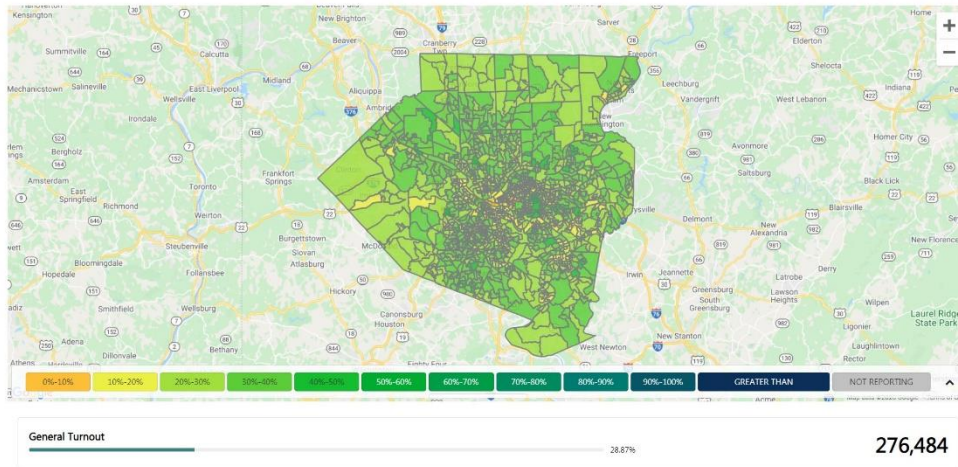 Kensington
New Brighton
Beaver
Sarver
Elderton
Home
Summitville
Calcutta
Cranberry
Twp
Freeport
Shelocta
Mechanicstown
Salineville
East Liverpool
Midland
Aliquippa
Leechburg
Vandergrift
West Lebanon
Indiana
Wellsville
Irondale
Homer City
Bergholz
Avonmore
Saltsburg
Amsterdam
East
Springfield
Richmond
Toronto
Frankfort
Springs
Black Lick
Weirton
Delmont
Blairsville
Steubenville
Burgettstown
Slovan
Atlasburg
New
Alexandria
New Florence
Bloomingdale
Hopedale
Follansbee
Hickory
Irwin
Jeannette
Greensburg
South
Greensburg
Latrobe
Derry
Lawson
Heights
Wilpen
Laurel Ridge
State Park
Smithfield
Wellsburg
Canonsburg
Houston
Ligonier
Adena
Dillonvale
Bethany
West Newton
New Stanton
Laughlintown
Rector
0%-10% 10%-20% 20%-30% 30%-40% 40%-50% 50%-60% 60%-70% 70%-80% 80%-90% 90%-100% GREATER THAN NOT REPORTING
Acme
General Turnout
28.87%
276,484